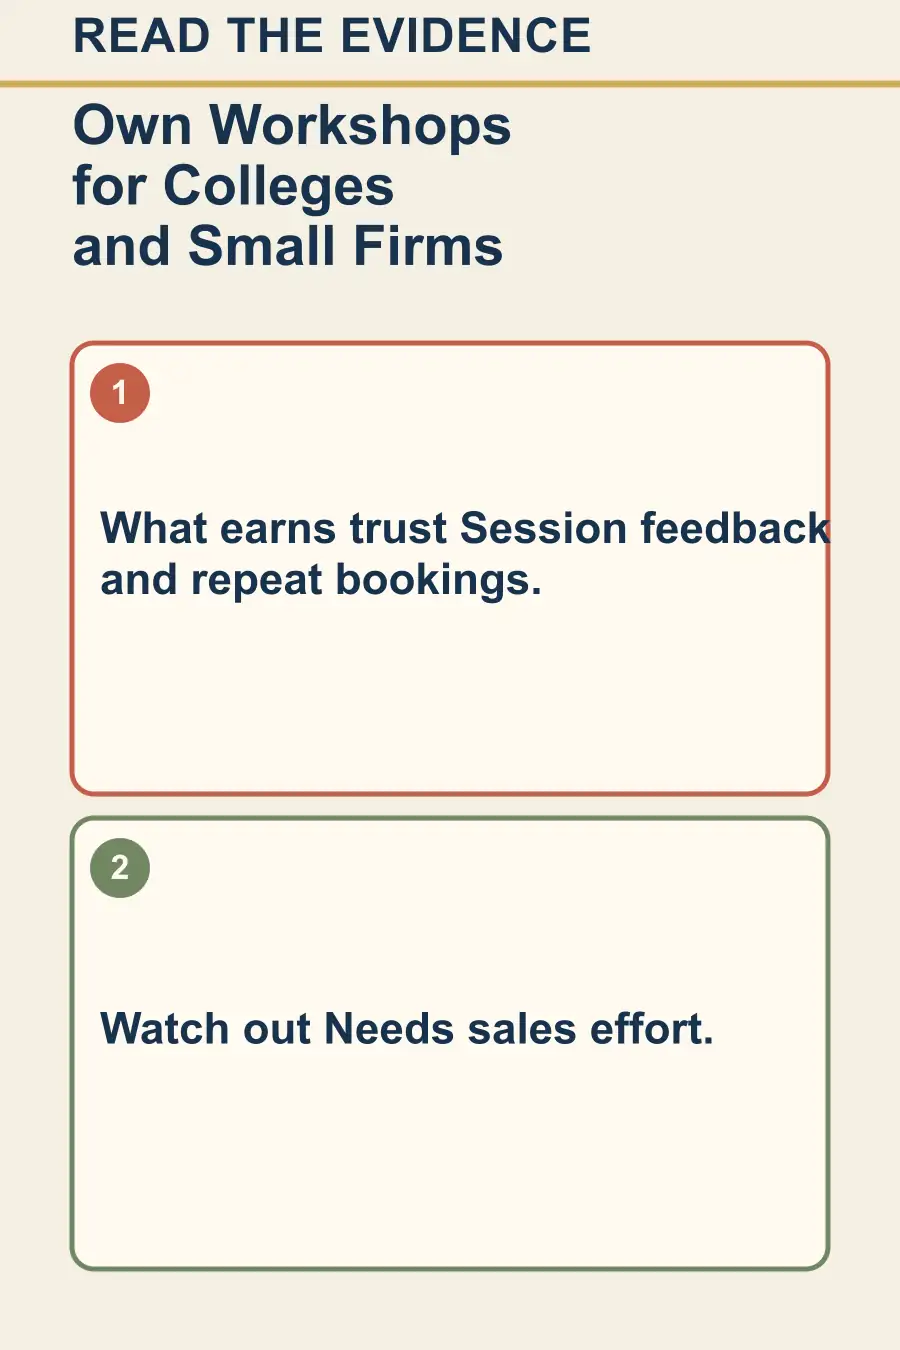 READ THE EVIDENCE
Own Workshops
for Colleges
and Small Firms
1
What earns trust Session feedback
and repeat bookings.
2
Watch out Needs sales effort.